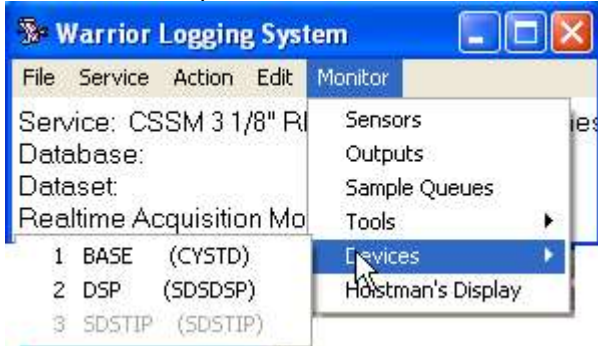 Warrior Logging System
File Service Action Edit Monitor
Service: CSSM 3 1/8"
Database:
Dataset:
Realtime Acquisition
Sensors
Outputs
Sample Queues
Tools
Devices
Hoistman's Display
1 BASE (CYSTD)
2 DSP (SDSDSP)
3 SDSTIP (SDSTIP)